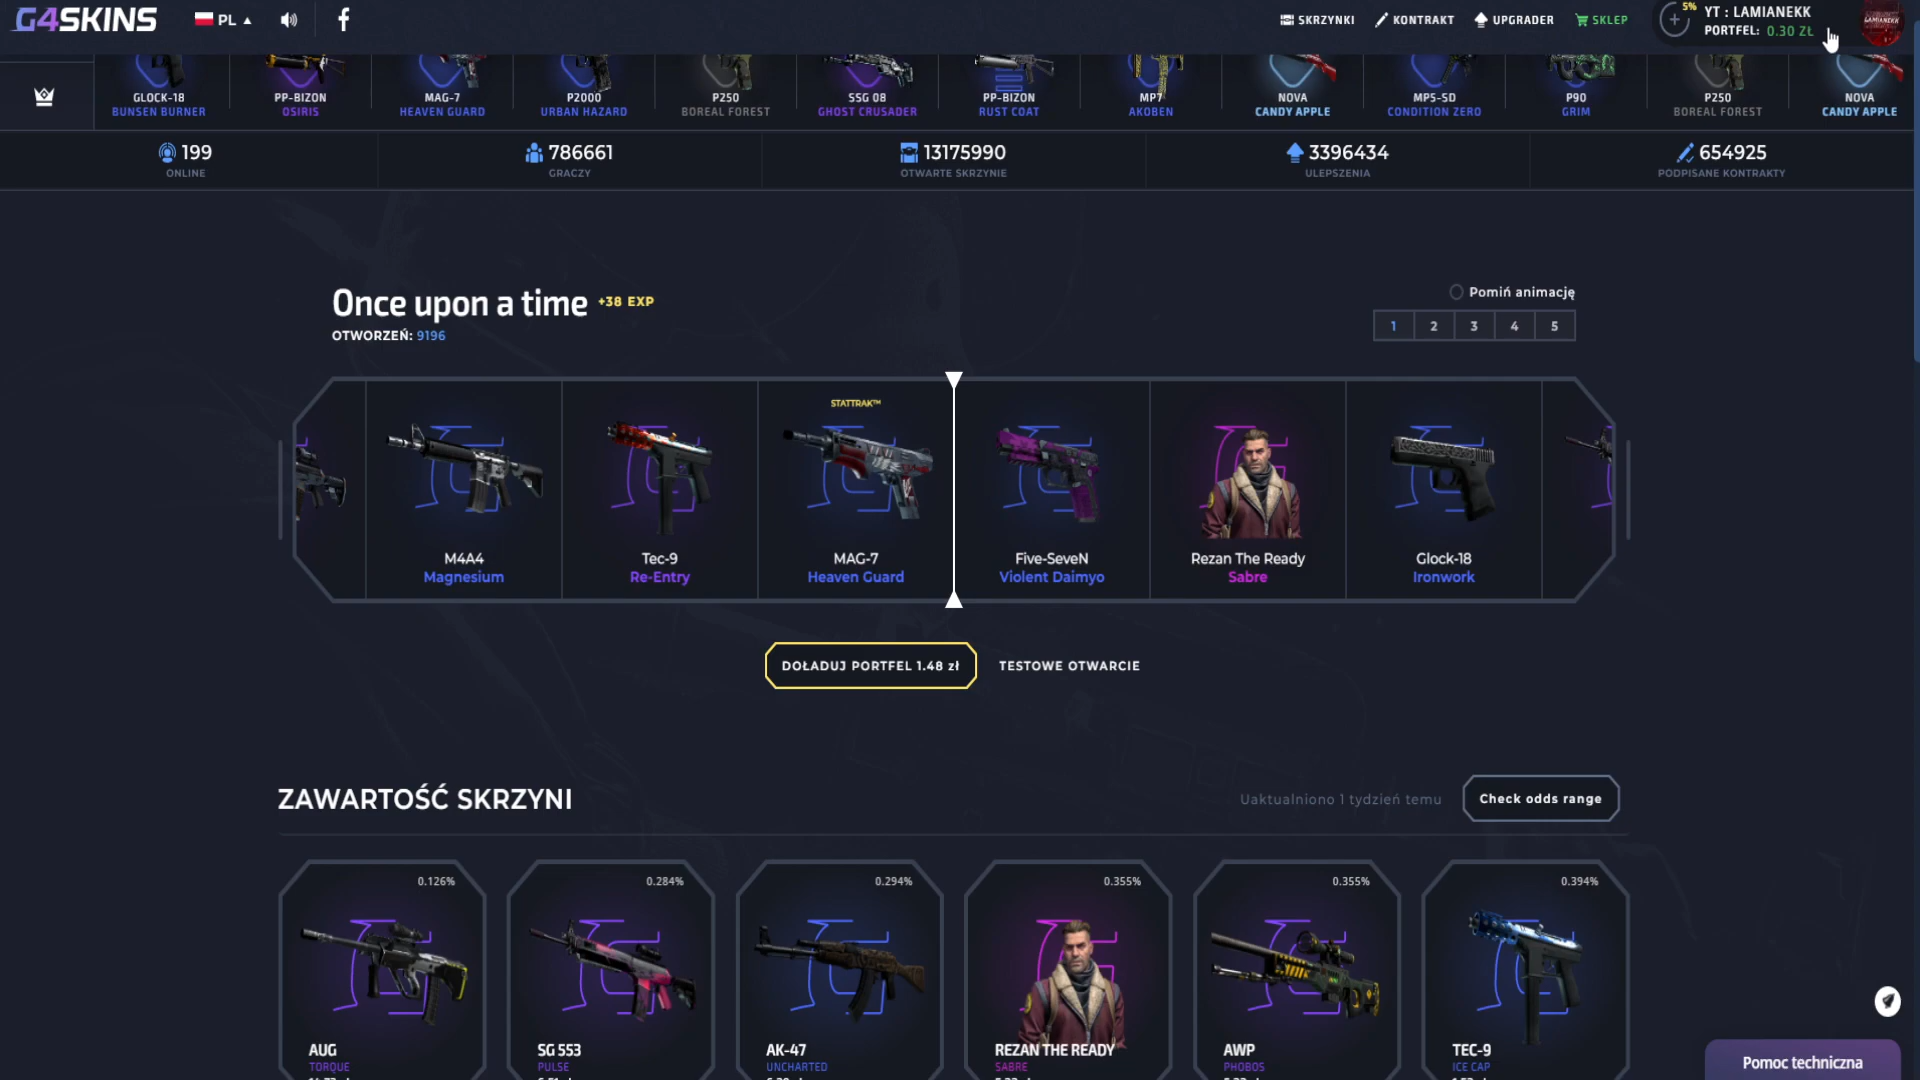 G4SKINS
PL
SKRZYNKI
KONTRAKT
UPGRADER
SKLEP
5%
YT : LAMIANEKK
PORTFEL: 0.30 ZŁ
LAMIANEKK
GLOCK-18
BUNSEN BURNER
PP-BIZON
OSIRIS
MAG-7
HEAVEN GUARD
P2000
URBAN HAZARD
P250
BOREAL FOREST
SSG 08
GHOST CRUSADER
PP-BIZON
RUST COAT
MP7
AKOBEN
NOVA
CANDY APPLE
MP5-SD
CONDITION ZERO
P90
GRIM
P250
BOREAL FOREST
NOVA
CANDY APPLE
199
ONLINE
786661
GRACZY
13175990
OTWARTE SKRZYNIE
3396434
ULEPSZENIA
654925
PODPISANE KONTRAKTY
Once upon a time +38 EXP
OTWORZEŃ: 9196
Pomiń animację
1 2 3 4 5
M4A4
Magnesium
Tec-9
Re-Entry
STATTRAK™
MAG-7
Heaven Guard
Five-SeveN
Violent Daimyo
Rezan The Ready
Sabre
Glock-18
Ironwork
DOŁADUJ PORTFEL 1.48 zł
TESTOWE OTWARCIE
ZAWARTOŚĆ SKRZYNI
Uaktualniono 1 tydzień temu
Check odds range
0.126%
AUG
TORQUE
0.284%
SG 553
PULSE
0.294%
AK-47
UNCHARTED
0.355%
REZAN THE READY
SABRE
0.355%
AWP
PHOBOS
0.394%
TEC-9
ICE CAP
Pomoc techniczna